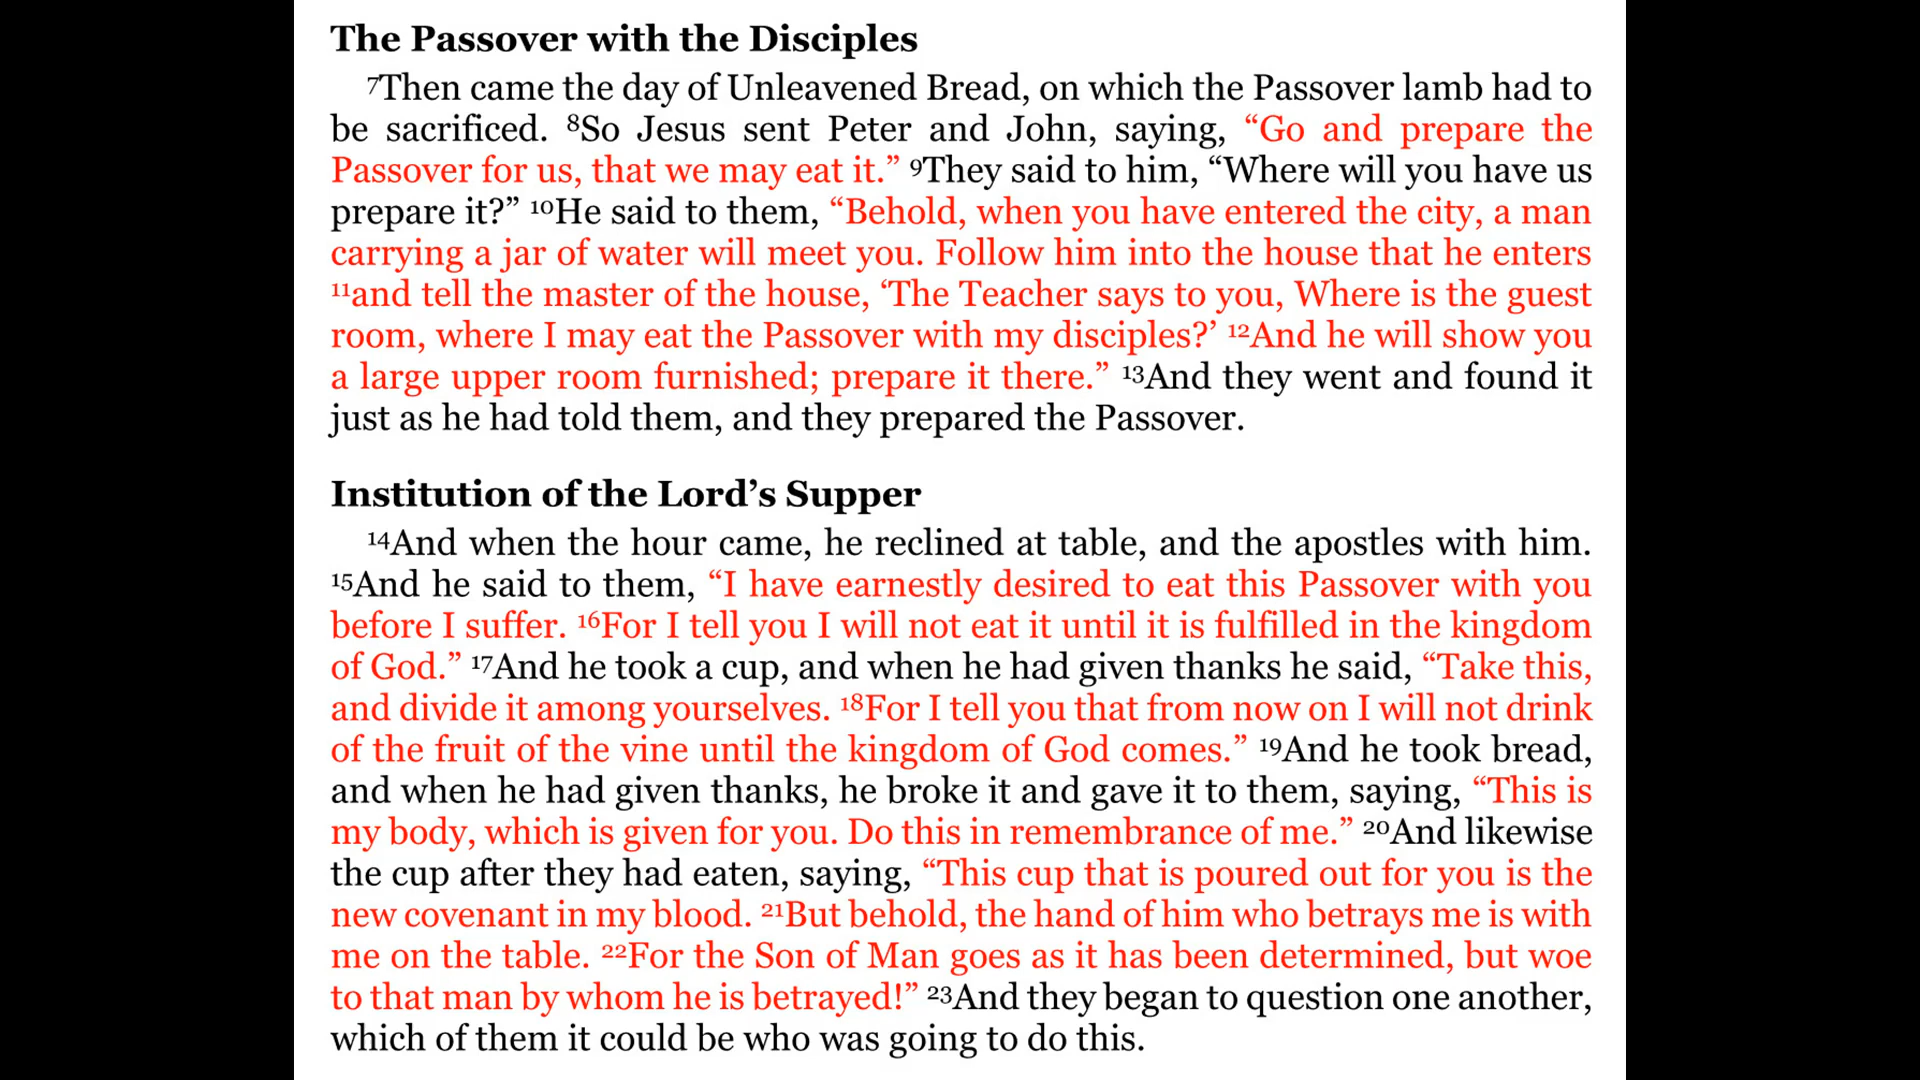 The Passover with the Disciples
⁷Then came the day of Unleavened Bread, on which the Passover lamb had to
be sacrificed. ⁸So Jesus sent Peter and John, saying, “Go and prepare the
Passover for us, that we may eat it.” ⁹They said to him, “Where will you have us
prepare it?” ¹⁰He said to them, “Behold, when you have entered the city, a man
carrying a jar of water will meet you. Follow him into the house that he enters
¹¹and tell the master of the house, ‘The Teacher says to you, Where is the guest
room, where I may eat the Passover with my disciples?’ ¹²And he will show you
a large upper room furnished; prepare it there.” ¹³And they went and found it
just as he had told them, and they prepared the Passover.
Institution of the Lord’s Supper
¹⁴And when the hour came, he reclined at table, and the apostles with him.
¹⁵And he said to them, “I have earnestly desired to eat this Passover with you
before I suffer. ¹⁶For I tell you I will not eat it until it is fulfilled in the kingdom
of God.” ¹⁷And he took a cup, and when he had given thanks he said, “Take this,
and divide it among yourselves. ¹⁸For I tell you that from now on I will not drink
of the fruit of the vine until the kingdom of God comes.” ¹⁹And he took bread,
and when he had given thanks, he broke it and gave it to them, saying, “This is
my body, which is given for you. Do this in remembrance of me.” ²⁰And likewise
the cup after they had eaten, saying, “This cup that is poured out for you is the
new covenant in my blood. ²¹But behold, the hand of him who betrays me is with
me on the table. ²²For the Son of Man goes as it has been determined, but woe
to that man by whom he is betrayed!” ²³And they began to question one another,
which of them it could be who was going to do this.